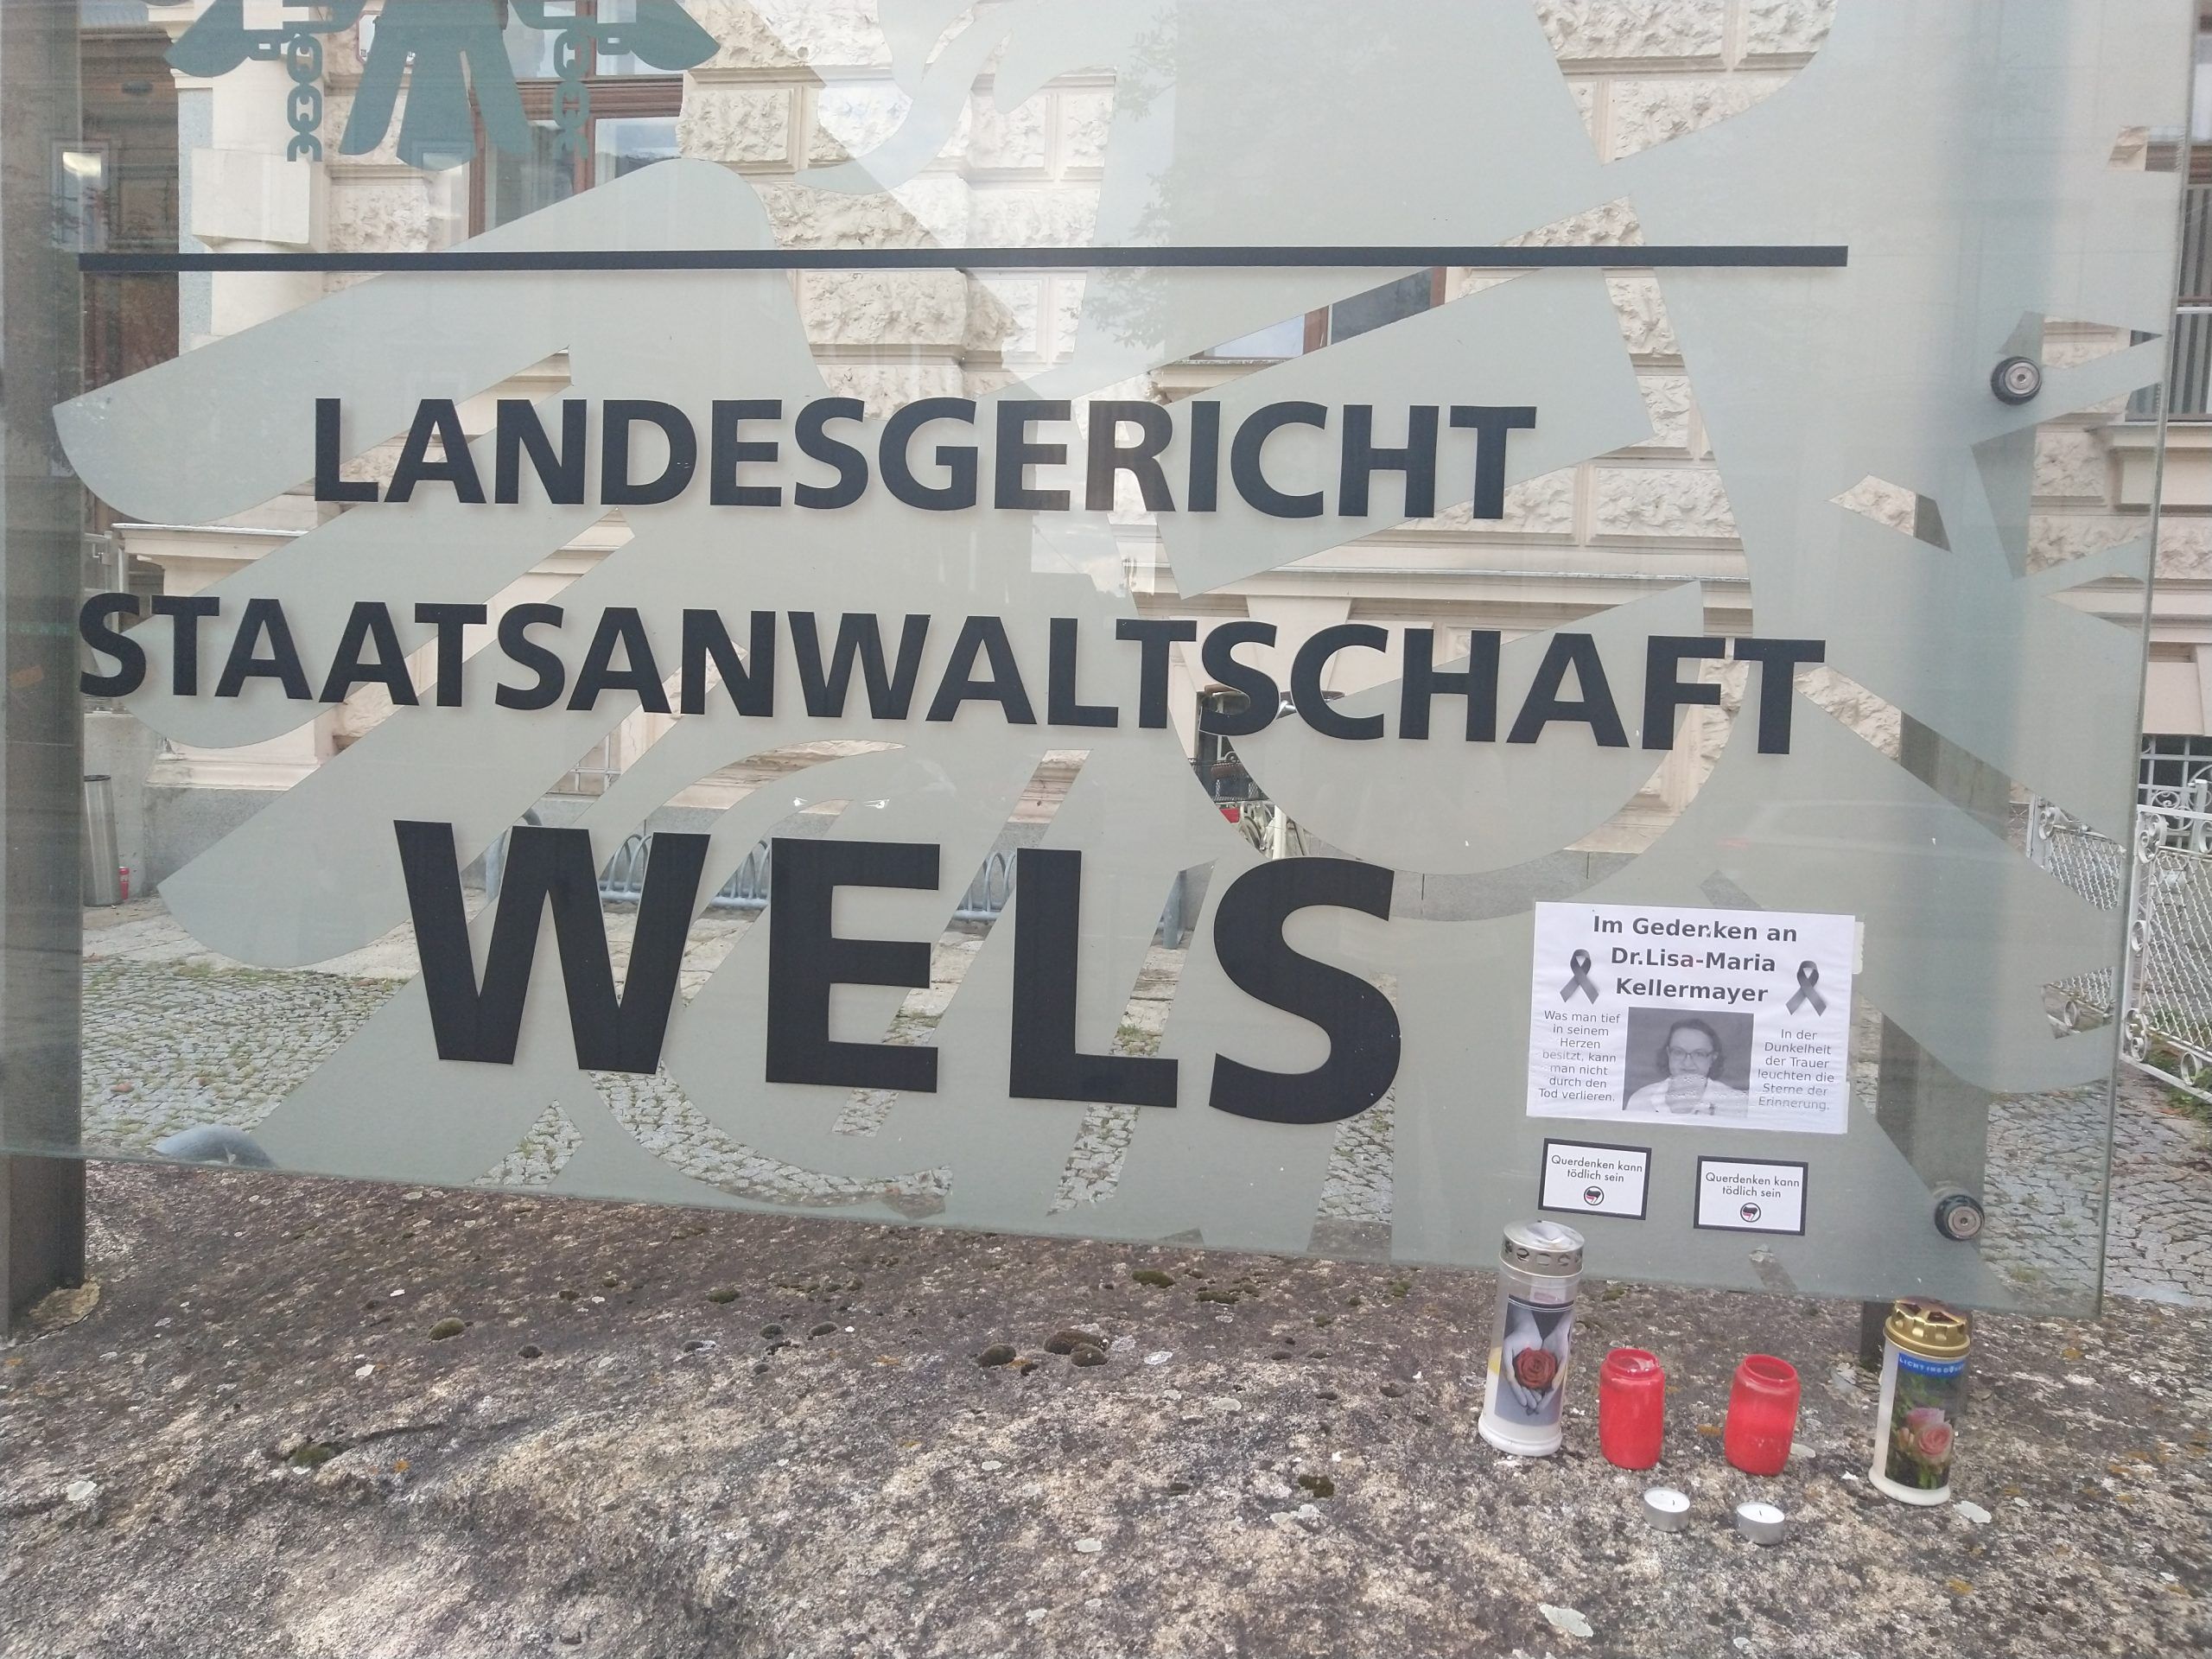 LANDESGERICHT
STAATSANWALTSCHAFT
WELS
Im Gedenken an
Dr.Lisa-Maria
Kellermayer
Was man tief
in seinem
Herzen
besitzt, kann
man nicht
durch den
Tod verlieren.
In der
Dunkelheit
der Trauer
leuchten die
Sterne der
Erinnerung.
Querdenken kann
tödlich sein
Querdenken kann
tödlich sein